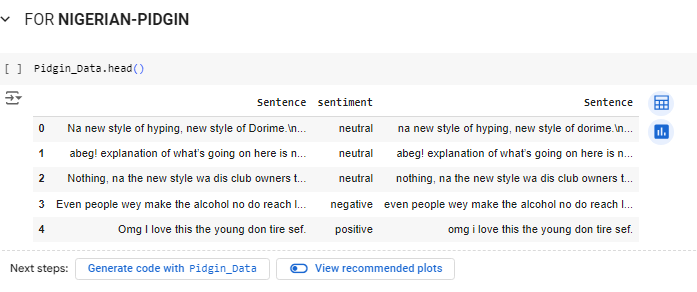 FOR NIGERIAN-PIDGIN
[ ] Pidgin_Data.head()
Sentence sentiment Sentence
0 Na new style of hyping, new style of Dorime.\n... neutral na new style of hyping, new style of dorime.\n...
1 abeg! explanation of what's going on here is n... neutral abeg! explanation of what's going on here is n...
2 Nothing, na the new style wa dis club owners t... neutral nothing, na the new style wa dis club owners t...
3 Even people wey make the alcohol no do reach l... negative even people wey make the alcohol no do reach l...
4 Omg I love this the young don tire sef. positive omg i love this the young don tire sef.
Next steps: Generate code with Pidgin_Data View recommended plots